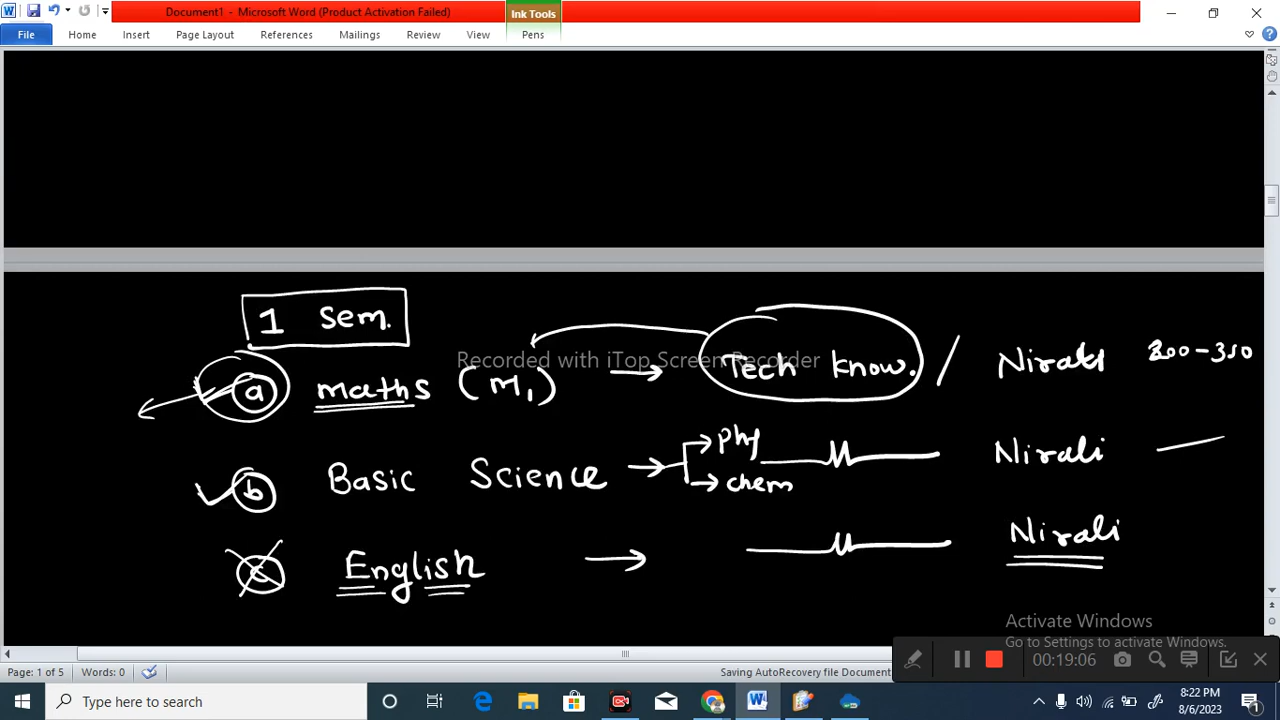 Document1 - Microsoft Word (Product Activation Failed)
Ink Tools
File Home Insert Page Layout References Mailings Review View Pens
1 Sem.
Recorded with iTop Screen Recorder
a maths (M1) → Tech know. / Nirali 300-350
b Basic Science → phy Nirali
→ chem
c English → Nirali
Activate Windows
Go to Settings to activate Windows.
Page: 1 of 5 Words: 0 Saving AutoRecovery file Document
00:19:06
Type here to search
8:22 PM
8/6/2023